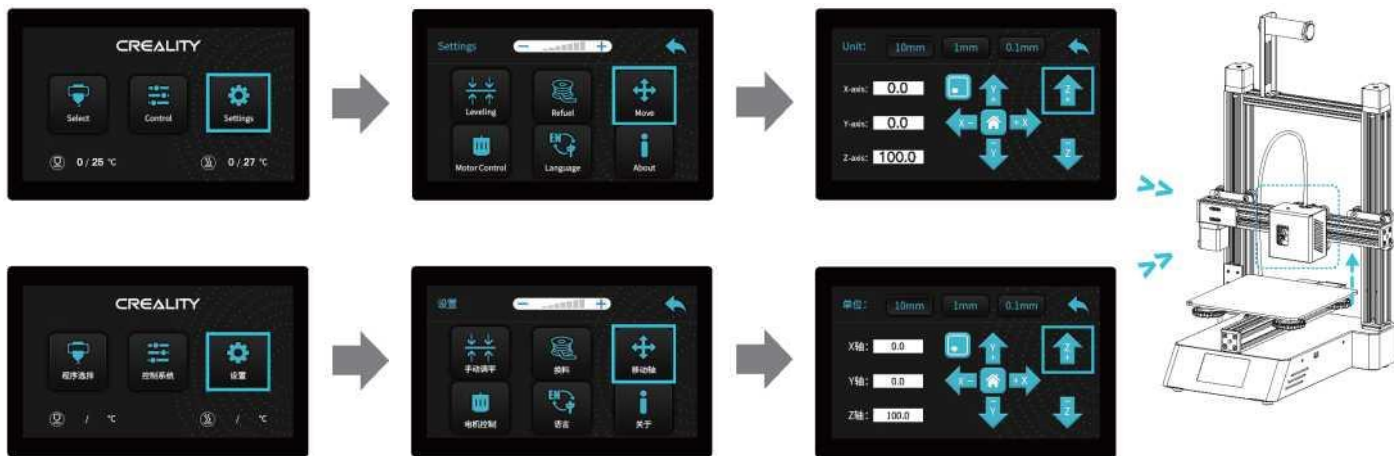 CREALITY
Select
Control
Settings
0 / 25 ℃
0 / 27 ℃
Settings
− +
Leveling
Refuel
Move
Motor Control
EN
Language
About
Unit:
10mm
1mm
0.1mm
X-axis: 0.0
Y-axis: 0.0
Z-axis: 100.0
Y +
X − + X
− Y
Z +
− Z
CREALITY
程序选择
控制系统
设置
/ ℃
/ ℃
设置
− +
手动调平
换料
移动轴
电机控制
EN
语言
关于
单位:
10mm
1mm
0.1mm
X轴: 0.0
Y轴: 0.0
Z轴: 100.0
Y +
X − + X
− Y
Z +
− Z